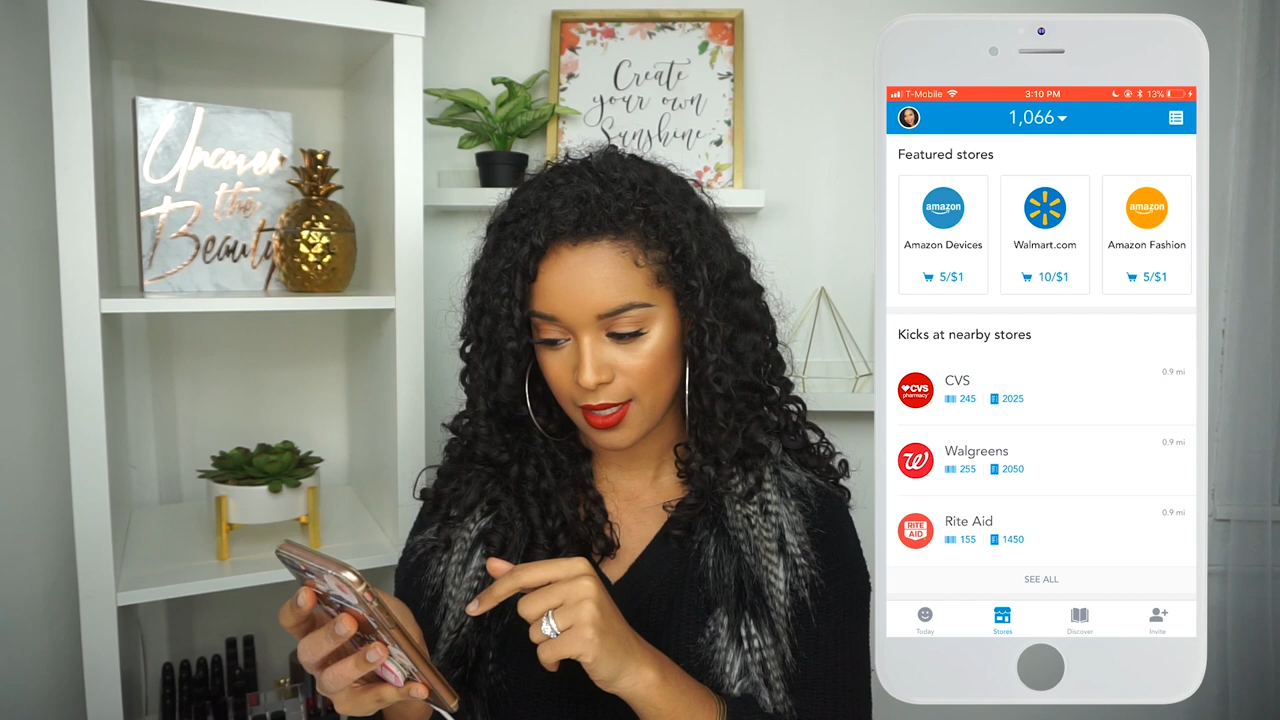 Uncover
the
Beauty
Create
your own
Sunshine
T-Mobile 3:10 PM 13%
1,066
Featured stores
amazon amazon
Amazon Devices Walmart.com Amazon Fashion
5/$1 10/$1 5/$1
Kicks at nearby stores
0.9 mi
CVS
CVS pharmacy
245 2025
0.9 mi
Walgreens
W
255 2050
0.9 mi
Rite Aid
RITE AID
155 1450
SEE ALL
Today Stores Discover Invite